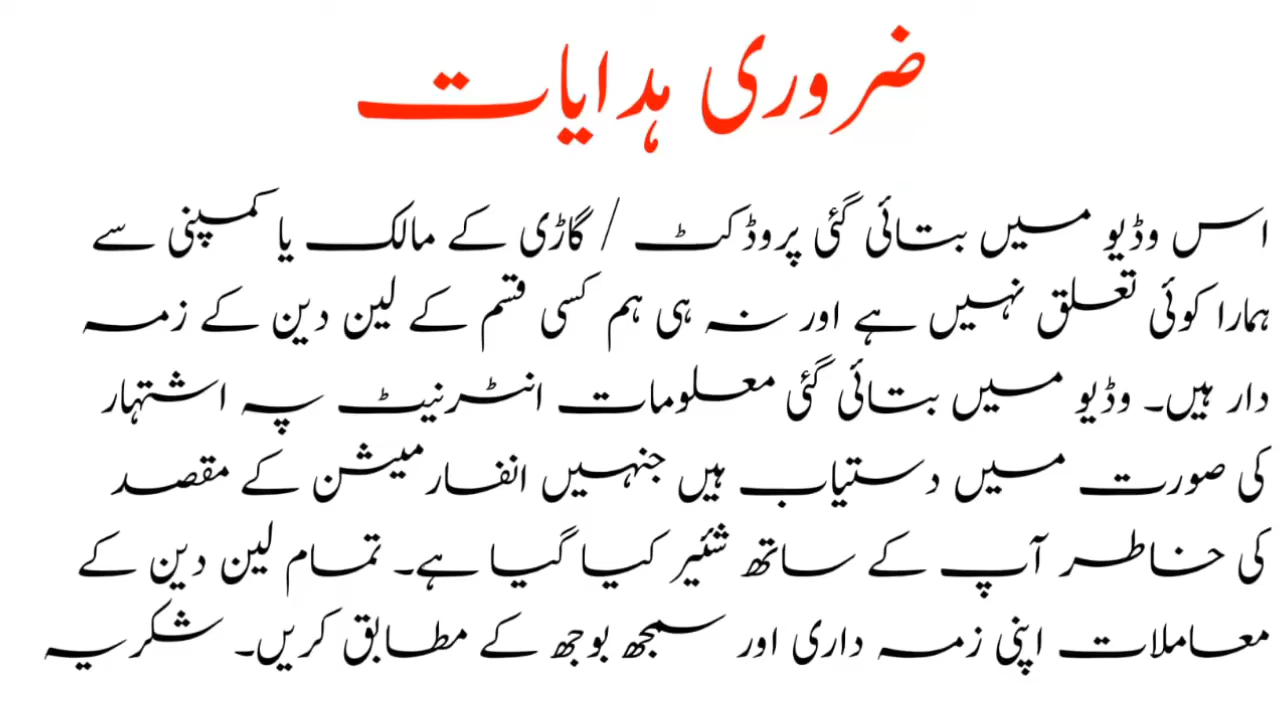 ضروری ہدایات
اس وڈیو میں بتائی گئی پروڈکٹ / گاڑی کے مالک یا کمپنی سے
ہمارا کوئی تعلق نہیں ہے اور نہ ہی ہم کسی قسم کے لین دین کے زمہ
دار ہیں۔ وڈیو میں بتائی گئی معلومات انٹرنیٹ پہ اشتہار
کی صورت میں دستیاب ہیں جنہیں انفارمیشن کے مقصد
کی خاطر آپ کے ساتھ شئیر کیا گیا ہے۔ تمام لین دین کے
معاملات اپنی زمہ داری اور سمجھ بوجھ کے مطابق کریں۔ شکریہ